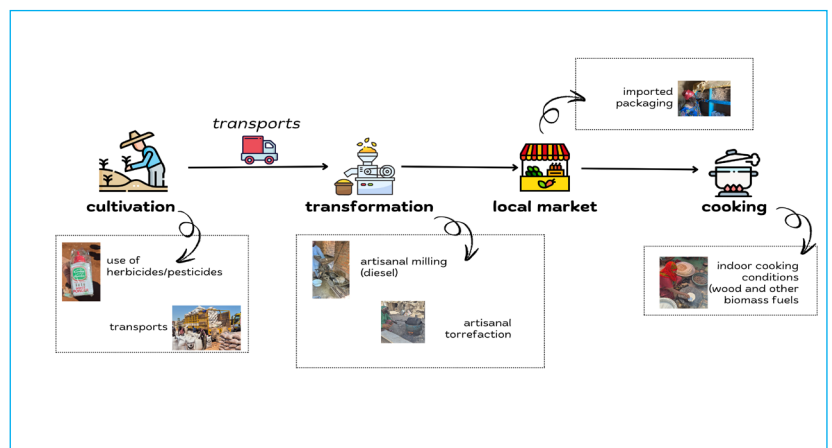 transports
imported
packaging
cultivation
transformation
local market
cooking
use of
herbicides/pesticides
transports
artisanal milling
(diesel)
artisanal
torrefaction
indoor cooking
conditions
(wood and other
biomass fuels